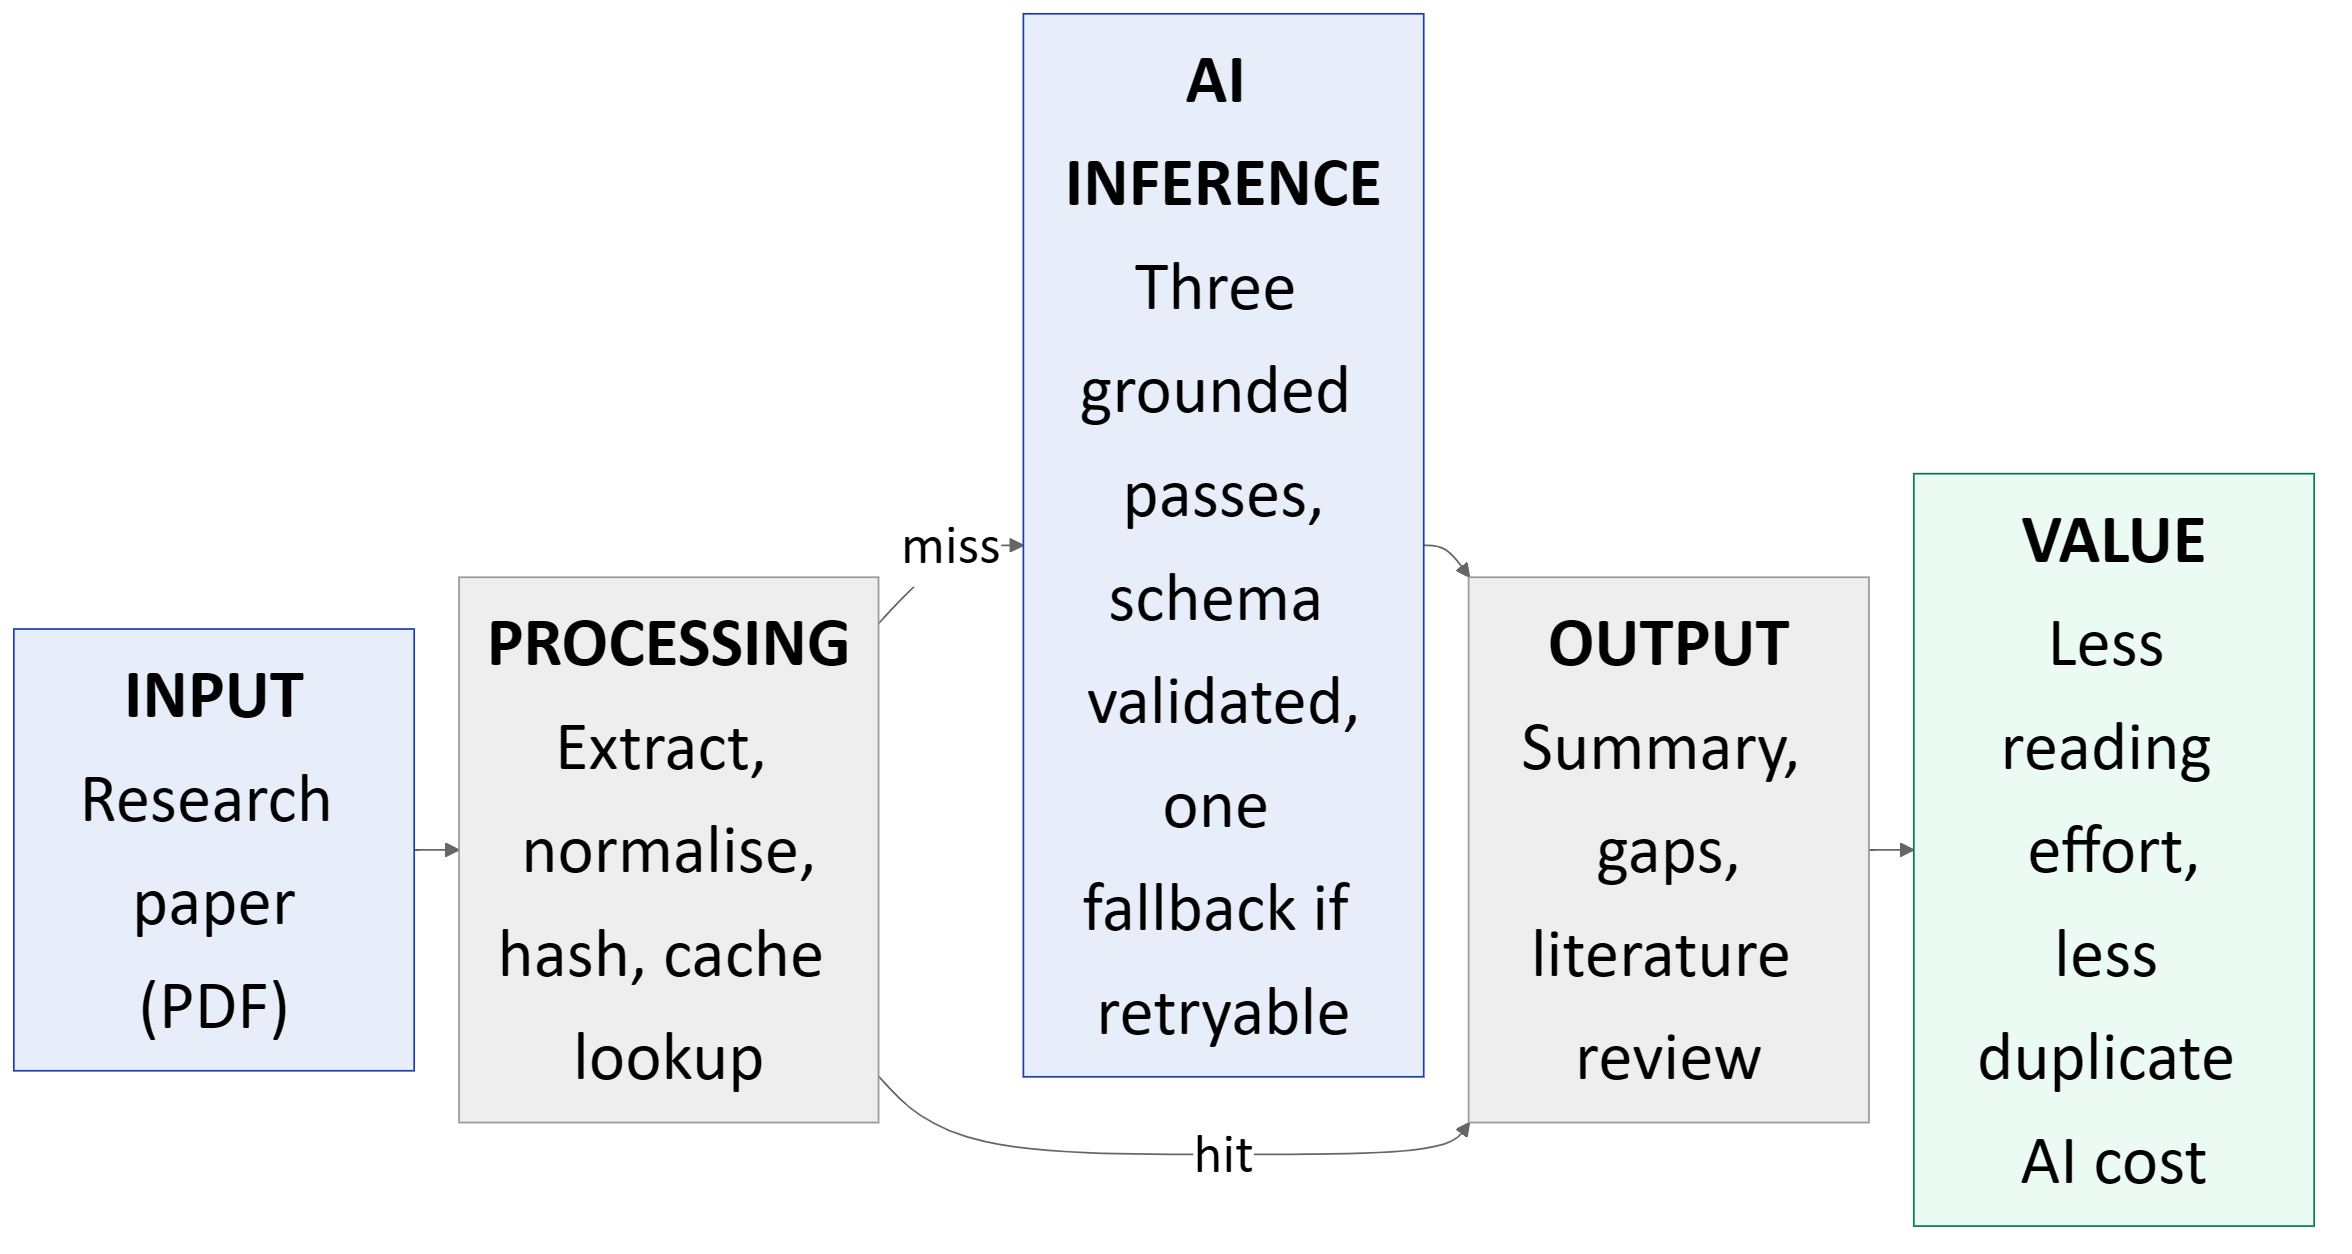 INPUT
Research
paper
(PDF)
PROCESSING
Extract,
normalise,
hash, cache
lookup
miss
hit
AI
INFERENCE
Three
grounded
passes,
schema
validated,
one
fallback if
retryable
OUTPUT
Summary,
gaps,
literature
review
VALUE
Less
reading
effort,
less
duplicate
AI cost